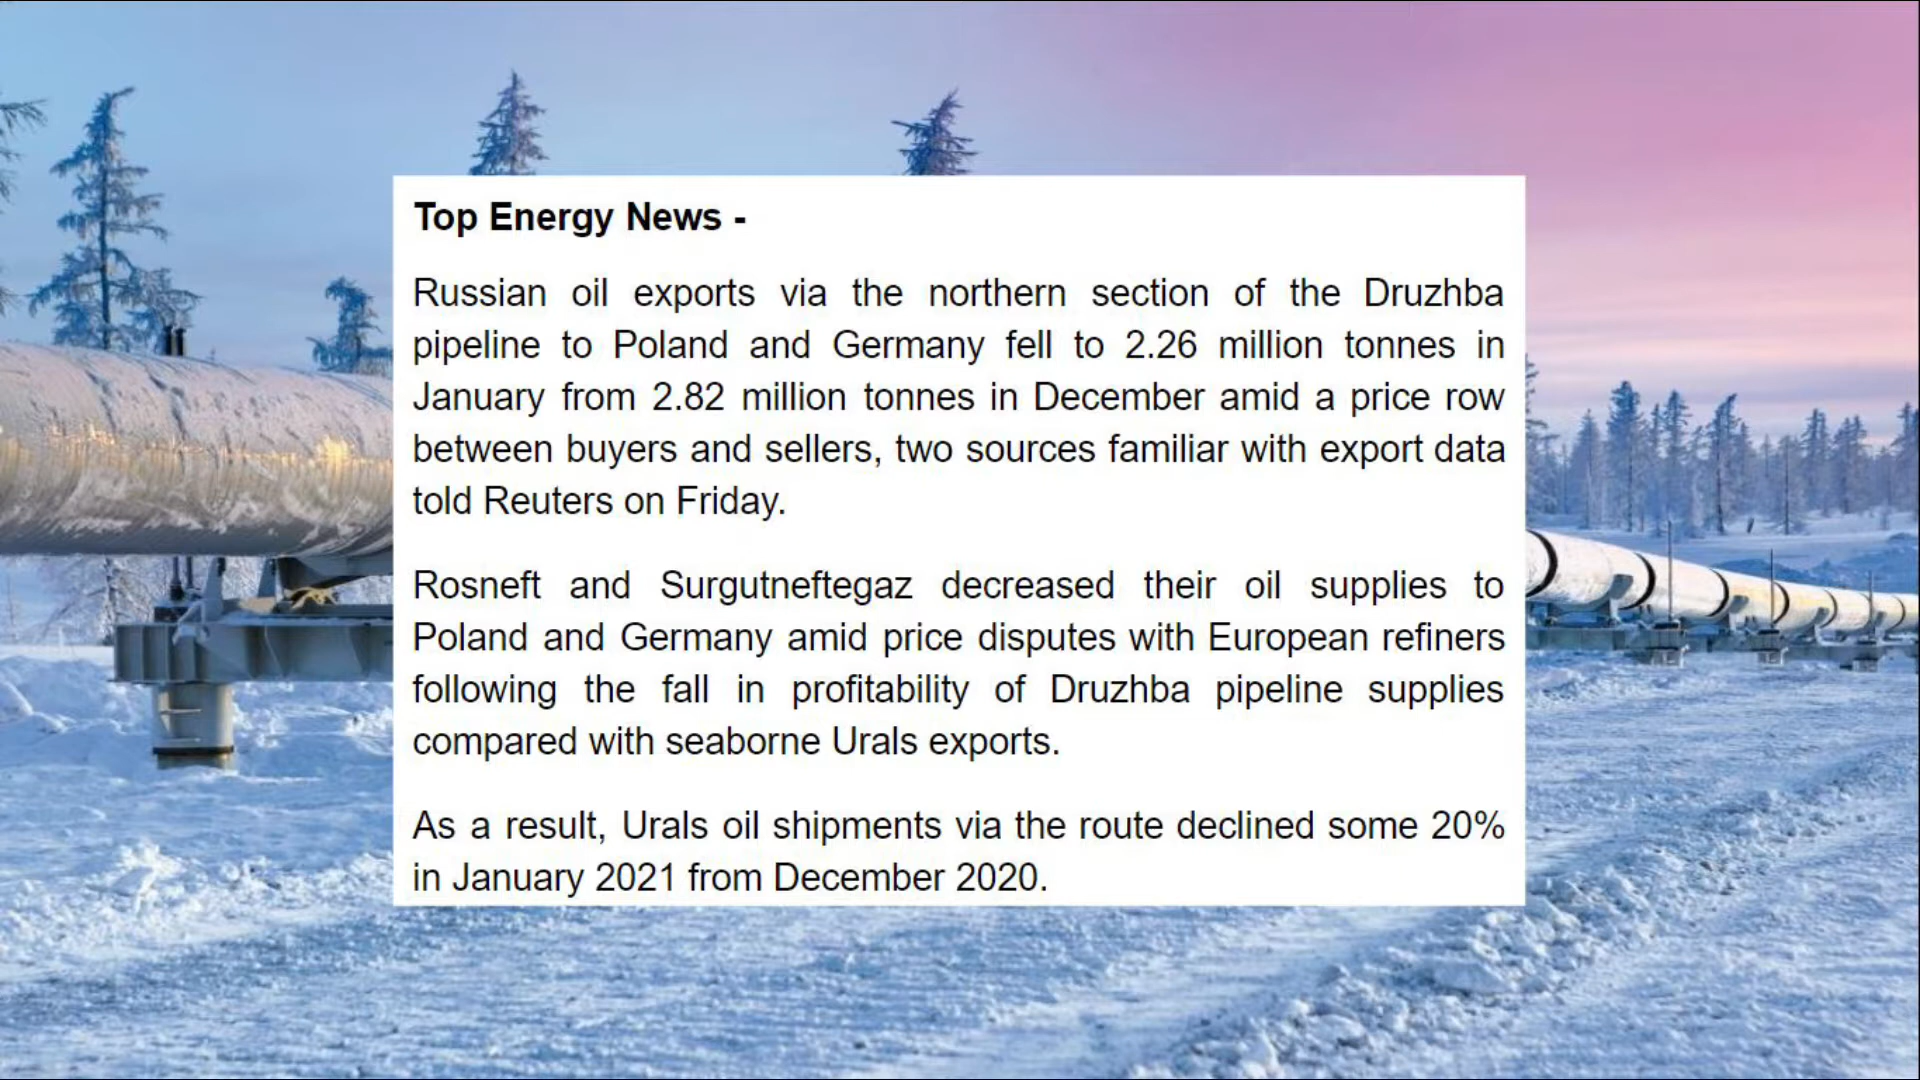 Top Energy News -
Russian oil exports via the northern section of the Druzhba
pipeline to Poland and Germany fell to 2.26 million tonnes in
January from 2.82 million tonnes in December amid a price row
between buyers and sellers, two sources familiar with export data
told Reuters on Friday.
Rosneft and Surgutneftegaz decreased their oil supplies to
Poland and Germany amid price disputes with European refiners
following the fall in profitability of Druzhba pipeline supplies
compared with seaborne Urals exports.
As a result, Urals oil shipments via the route declined some 20%
in January 2021 from December 2020.